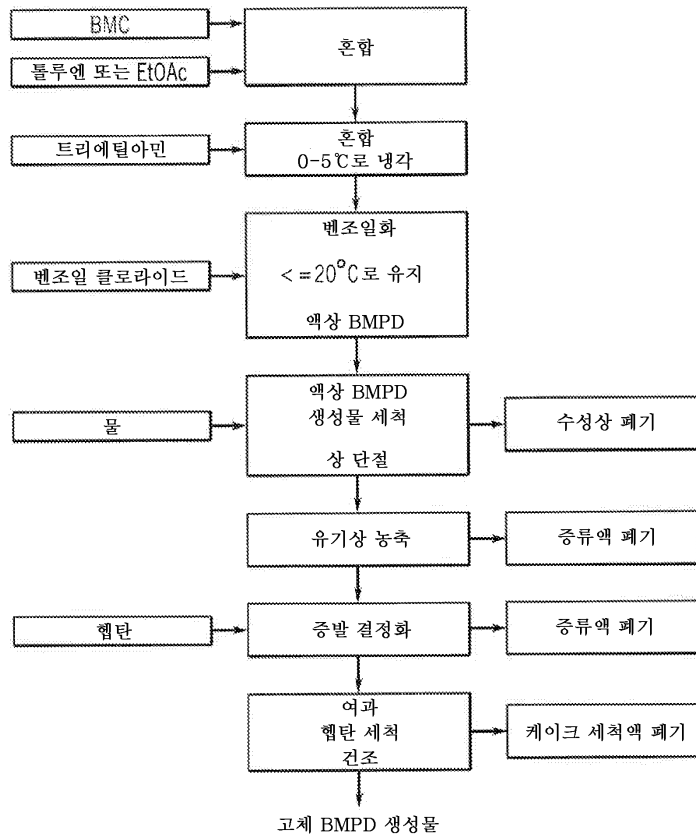 BMC
톨루엔 또는 EtOAc
혼합
트리에틸아민
혼합
0-5℃로 냉각
벤조일 클로라이드
벤조일화
<=20°C로 유지
액상 BMPD
물
액상 BMPD
생성물 세척
상 단절
수성상 폐기
유기상 농축
증류액 폐기
헵탄
증발 결정화
증류액 폐기
여과
헵탄 세척
건조
케이크 세척액 폐기
고체 BMPD 생성물